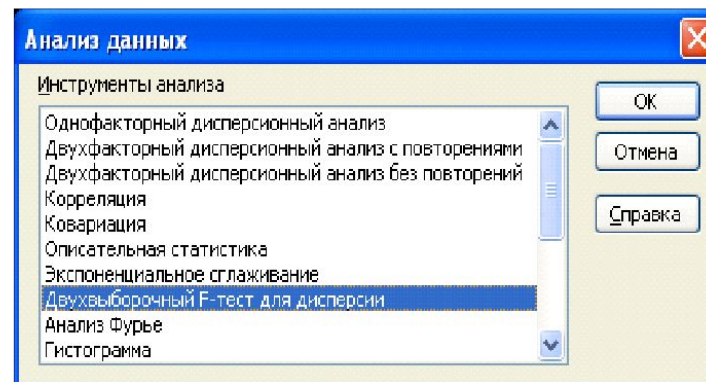 Анализ данных
Инструменты анализа
Однофакторный дисперсионный анализ
Двухфакторный дисперсионный анализ с повторениями
Двухфакторный дисперсионный анализ без повторений
Корреляция
Ковариация
Описательная статистика
Экспоненциальное сглаживание
Двухвыборочный F-тест для дисперсии
Анализ Фурье
Гистограмма
ОК
Отмена
Справка